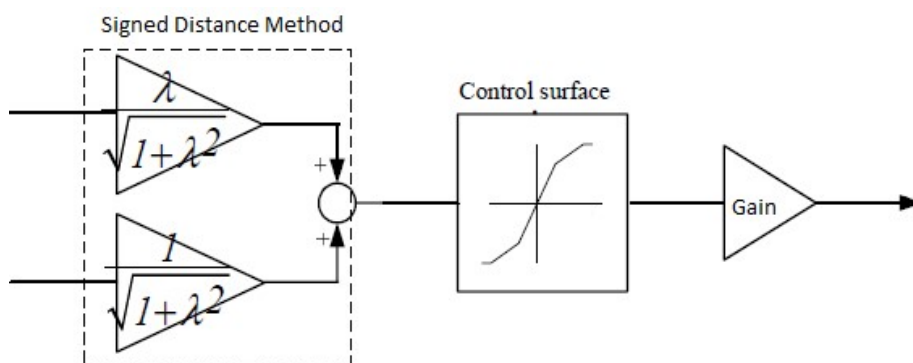 Signed Distance Method
λ
√1+λ²
+
Control surface
Gain
+
1
√1+λ²